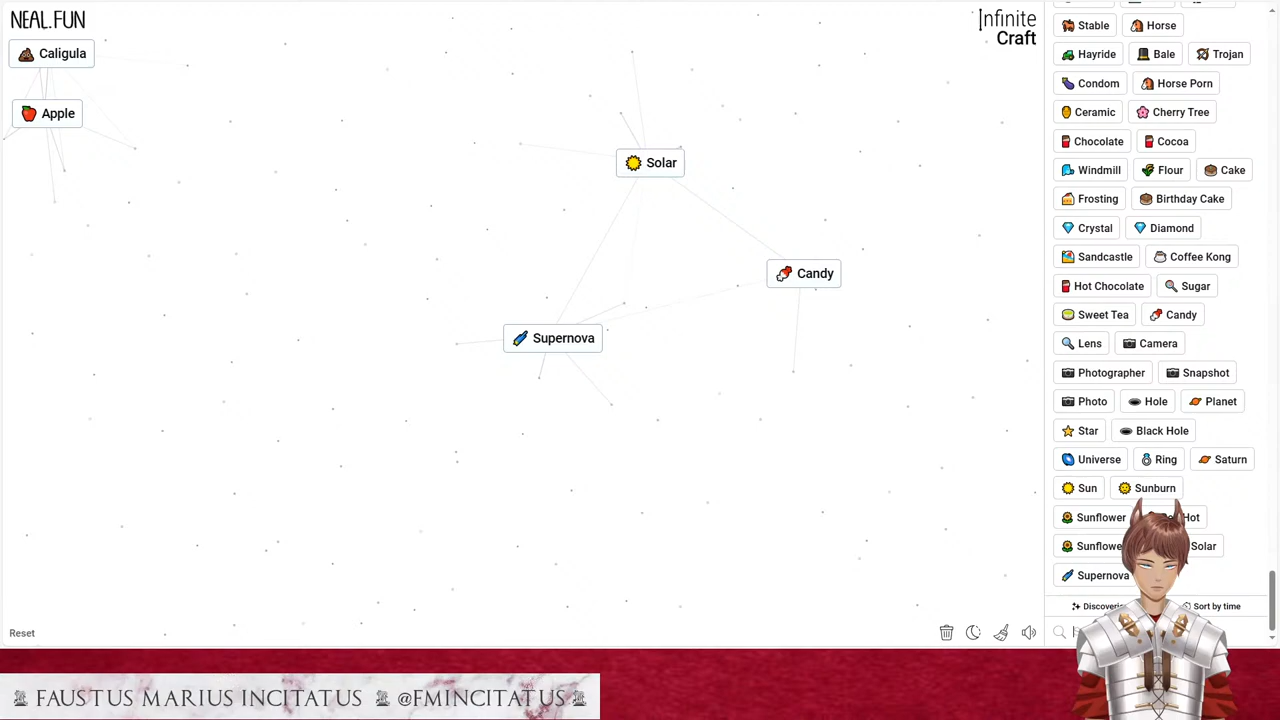 NEAL.FUN
Infinite
Craft
Caligula
Apple
Solar
Candy
Supernova
Reset
Stable Horse
Hayride Bale Trojan
Condom Horse Porn
Ceramic Cherry Tree
Chocolate Cocoa
Windmill Flour Cake
Frosting Birthday Cake
Crystal Diamond
Sandcastle Coffee Kong
Hot Chocolate Sugar
Sweet Tea Candy
Lens Camera
Photographer Snapshot
Photo Hole Planet
Star Black Hole
Universe Ring Saturn
Sun Sunburn
Sunflower Hot
Solar
Supernova
Sort by time
FAUSTUS MARIUS INCITATUS @FMINCITATUS